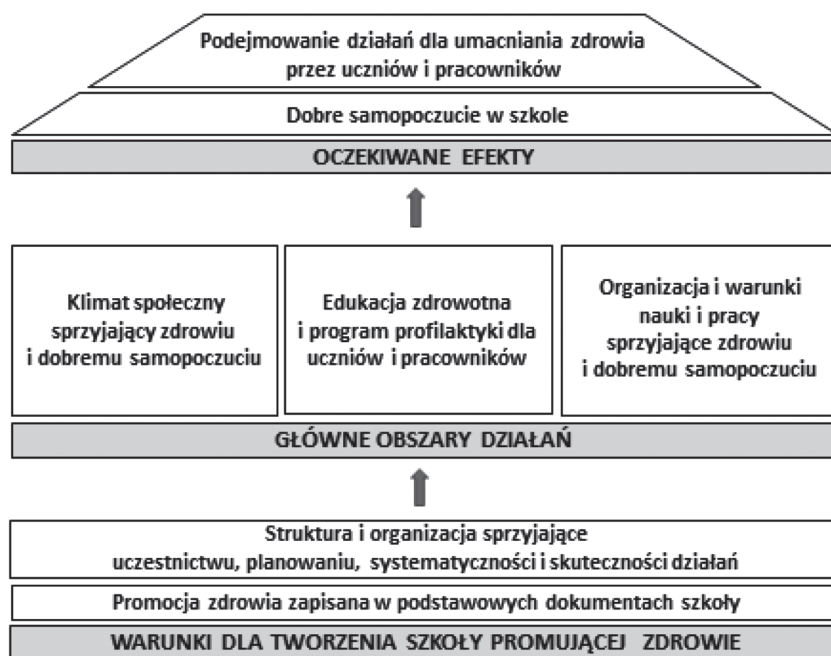 Podejmowanie działań dla umacniania zdrowia
przez uczniów i pracowników
Dobre samopoczucie w szkole
OCZEKIWANE EFEKTY
Klimat społeczny
sprzyjający zdrowiu
i dobremu samopoczuciu
Edukacja zdrowotna
i program profilaktyki dla
uczniów i pracowników
Organizacja i warunki
nauki i pracy
sprzyjające zdrowiu
i dobremu samopoczuciu
GŁÓWNE OBSZARY DZIAŁAŃ
Struktura i organizacja sprzyjające
uczestnictwu, planowaniu, systematyczności i skuteczności działań
Promocja zdrowia zapisana w podstawowych dokumentach szkoły
WARUNKI DLA TWORZENIA SZKOŁY PROMUJĄCEJ ZDROWIE